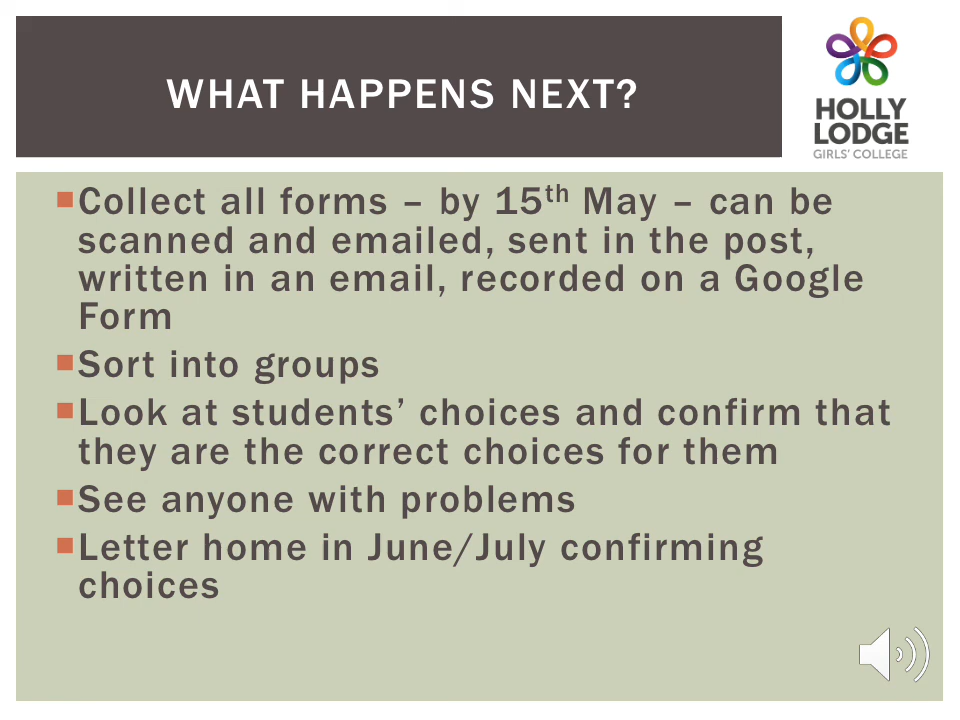 WHAT HAPPENS NEXT?
HOLLY
LODGE
GIRLS' COLLEGE
Collect all forms – by 15th May – can be
scanned and emailed, sent in the post,
written in an email, recorded on a Google
Form
Sort into groups
Look at students’ choices and confirm that
they are the correct choices for them
See anyone with problems
Letter home in June/July confirming
choices